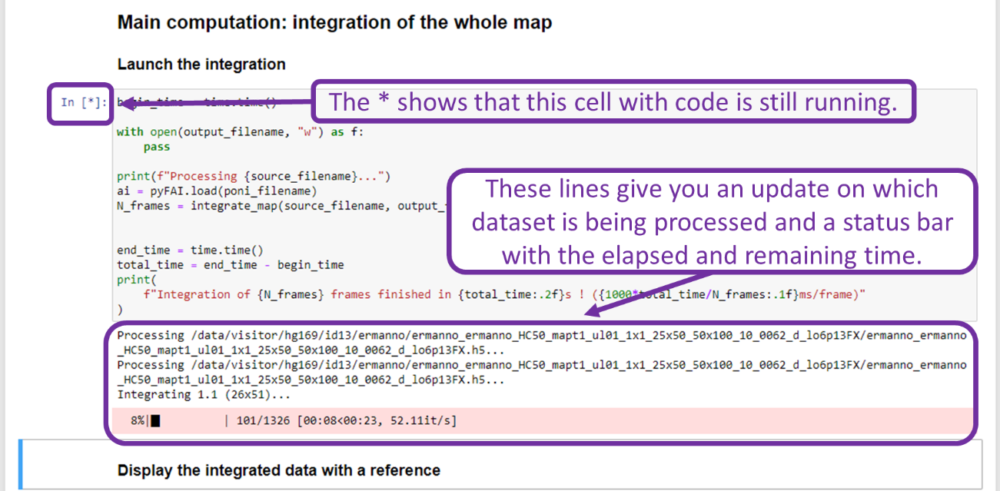 Main computation: integration of the whole map
Launch the integration
In [*]:
begin_time = time.time()
The * shows that this cell with code is still running.
with open(output_filename, "w") as f:
    pass
print(f"Processing {source_filename}...")
ai = pyFAI.load(poni_filename)
N_frames = integrate_map(source_filename, output_
These lines give you an update on which
dataset is being processed and a status bar
with the elapsed and remaining time.
end_time = time.time()
total_time = end_time - begin_time
print(
    f"Integration of {N_frames} frames finished in {total_time:.2f}s ! ({1000*total_time/N_frames:.1f}ms/frame)"
)
Processing /data/visitor/hg169/id13/ermanno/ermanno_ermanno_HC50_mapt1_ul01_1x1_25x50_50x100_10_0062_d_lo6p13FX/ermanno_ermanno
_HC50_mapt1_ul01_1x1_25x50_50x100_10_0062_d_lo6p13FX.h5...
Processing /data/visitor/hg169/id13/ermanno/ermanno_ermanno_HC50_mapt1_ul01_1x1_25x50_50x100_10_0062_d_lo6p13FX/ermanno_ermanno
_HC50_mapt1_ul01_1x1_25x50_50x100_10_0062_d_lo6p13FX.h5...
Integrating 1.1 (26x51)...
8%|█         | 101/1326 [00:08<00:23, 52.11it/s]
Display the integrated data with a reference